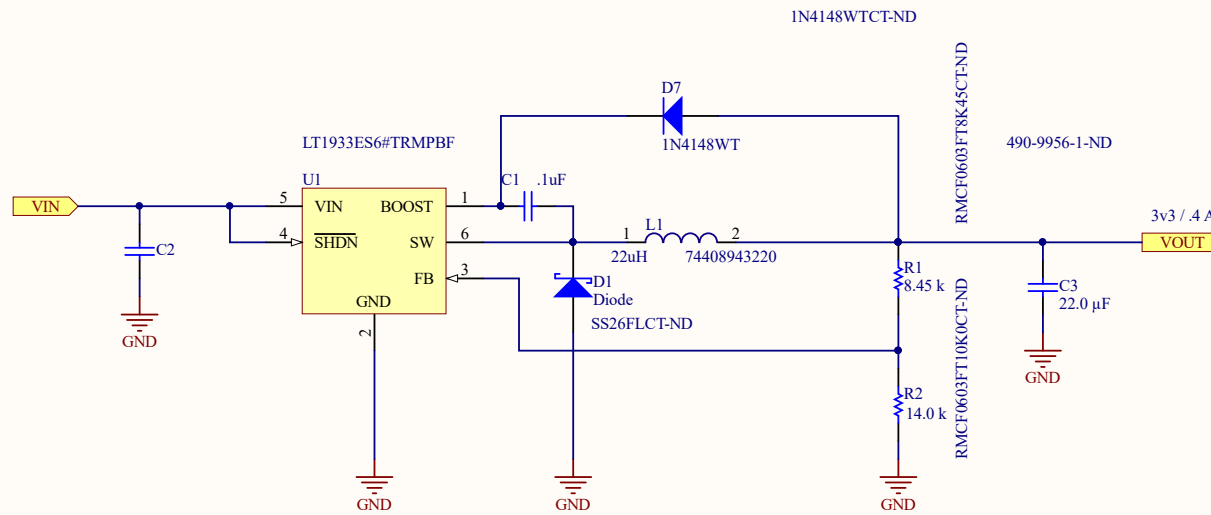 1N4148WTCT-ND
D7
1N4148WT
RMCF0603FT8K45CT-ND
490-9956-1-ND
LT1933ES6#TRMPBF
U1
C1 .1uF
VIN
5 VIN BOOST 1
4 SHDN SW 6
FB 3
GND
2
C2
GND
L1
1 2
22uH 74408943220
3v3 / .4 A
VOUT
D1
Diode
SS26FLCT-ND
R1
8.45 k
C3
22.0 µF
GND
R2
14.0 k
RMCF0603FT10K0CT-ND
GND
GND
GND